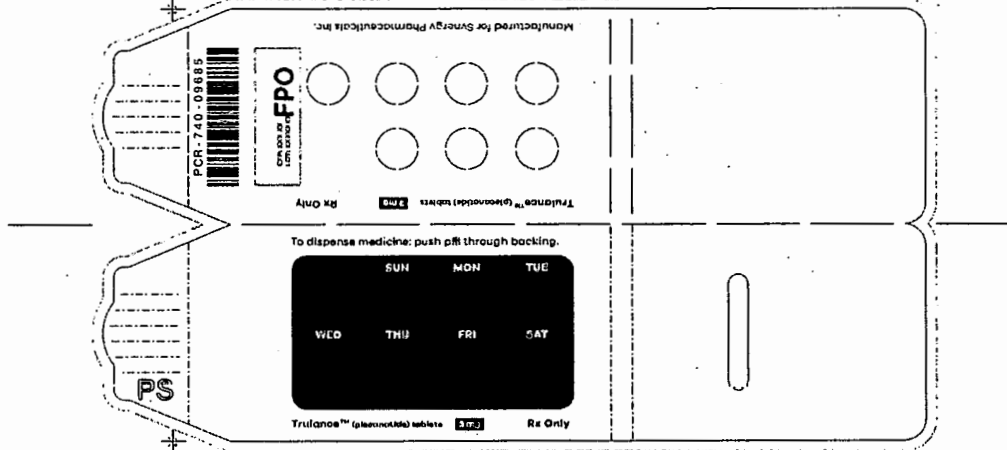 Manufactured for Synergy Pharmaceuticals Inc.
PCR-740-09685
FPO
Trulance™ (plecanatide) tablets 3 mg Rx Only
To dispense medicine: push pill through backing.
SUN MON TUE
WED THU FRI SAT
PS
Trulance™ (plecanatide) tablets 3 mg Rx Only